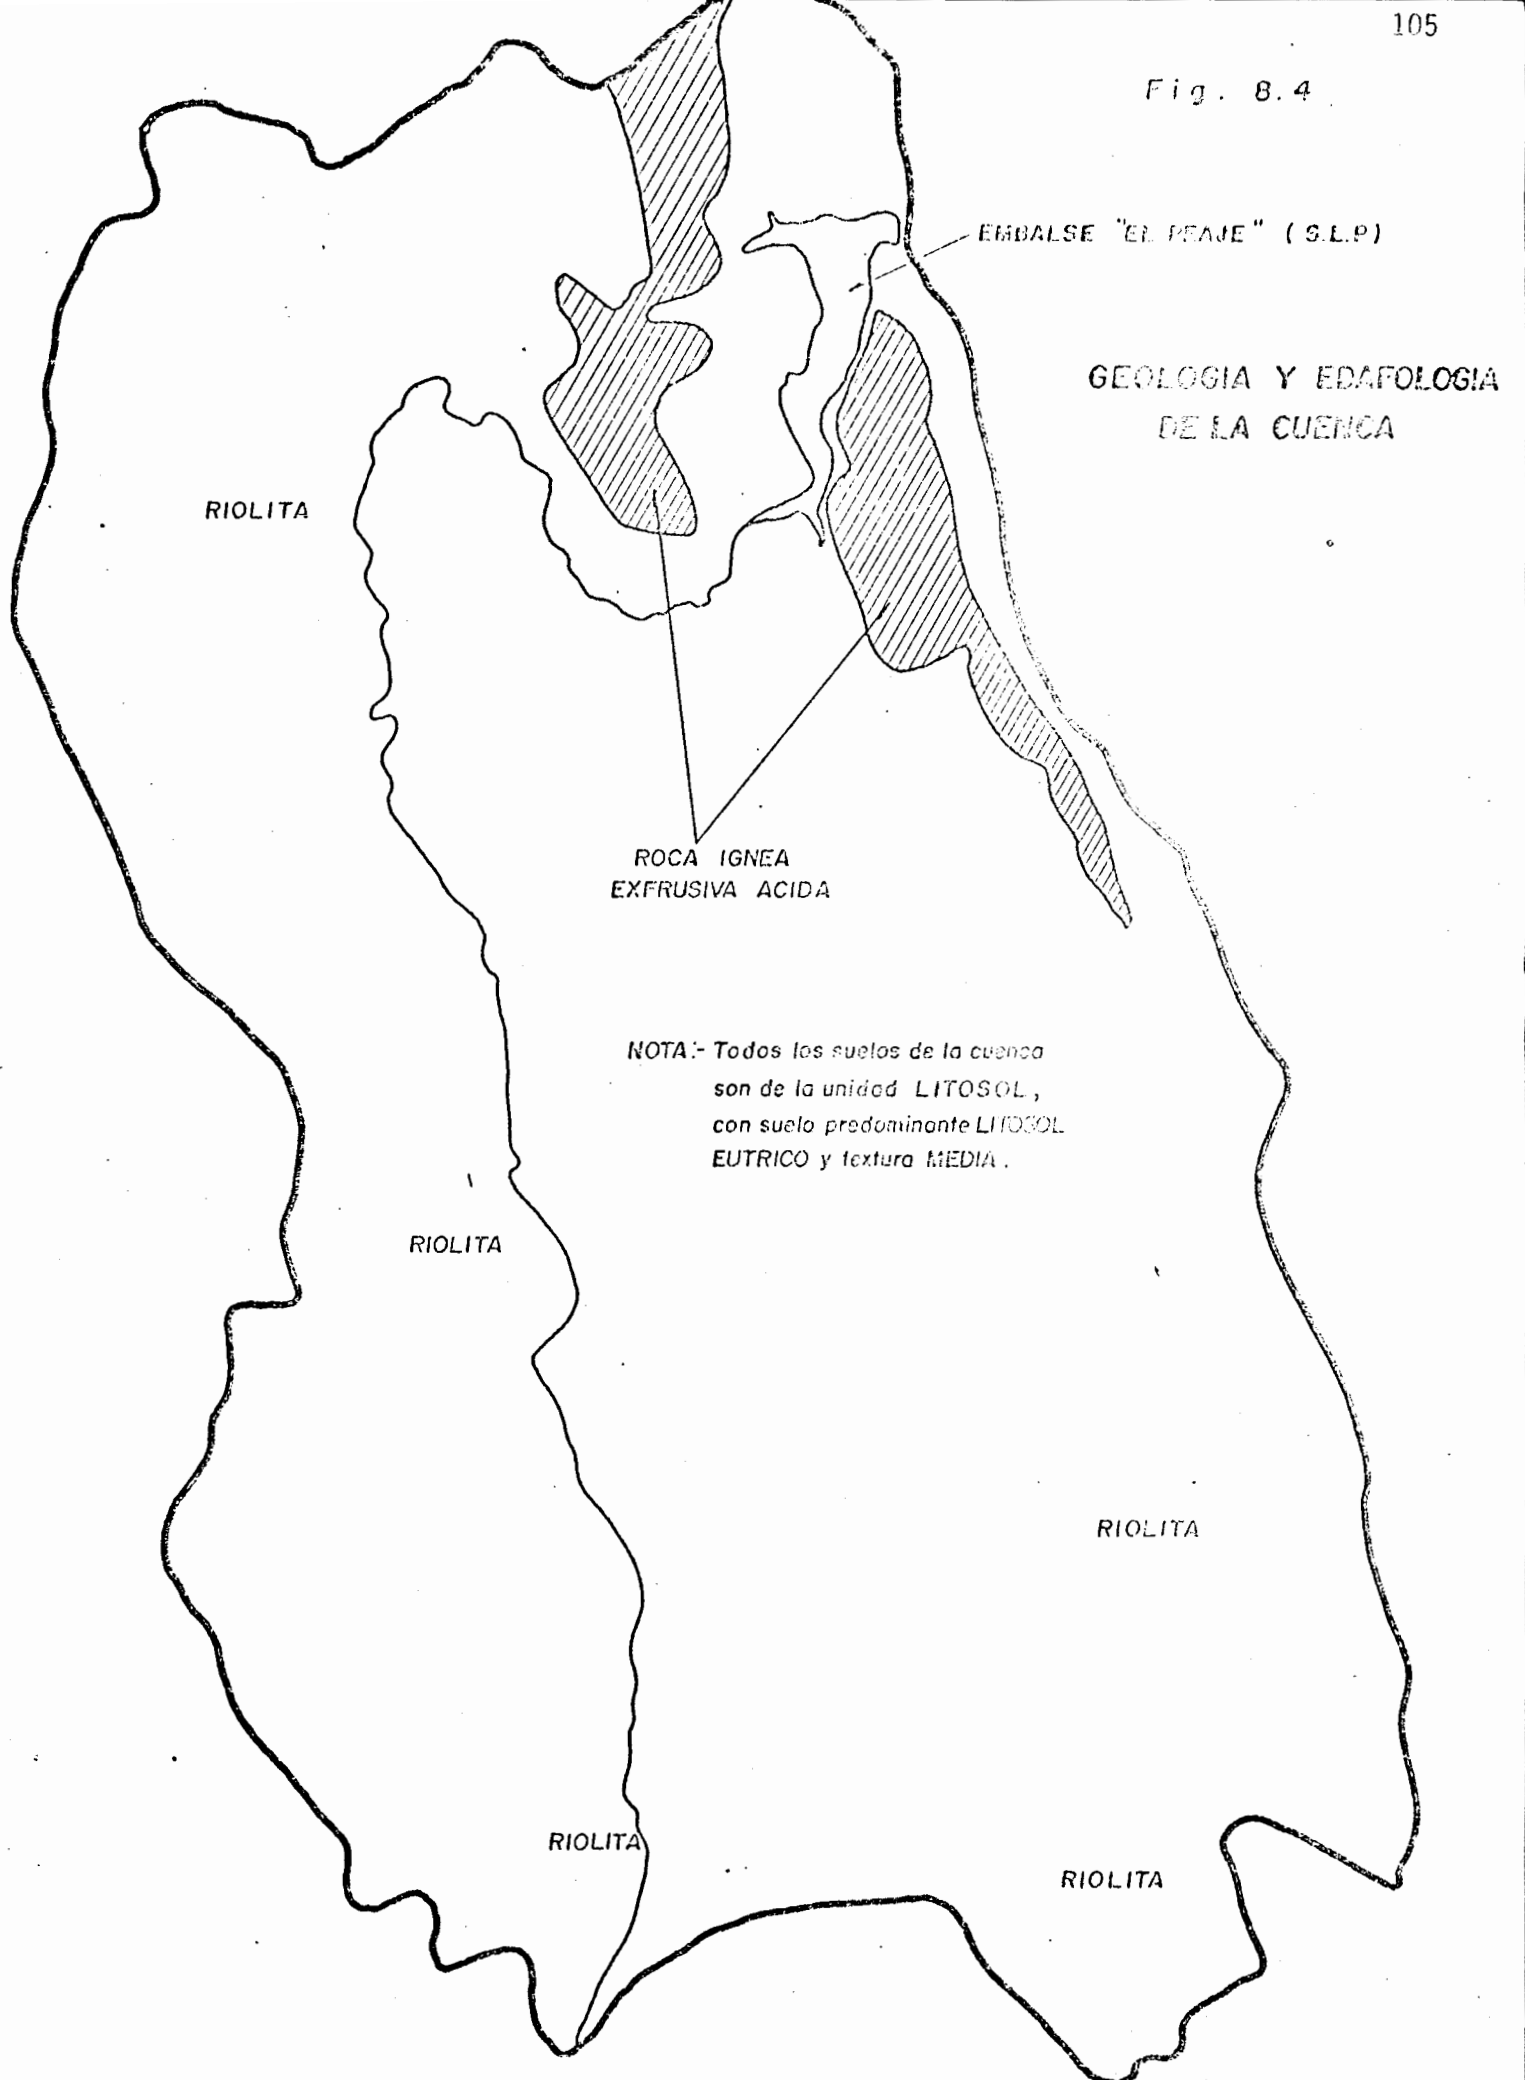 105
Fig. 8.4
EMBALSE "EL PEAJE" (S.L.P)
GEOLOGIA Y EDAFOLOGIA
DE LA CUENCA
RIOLITA
ROCA IGNEA
EXFRUSIVA ACIDA
NOTA:- Todos los suelos de la cuenca
son de la unidad LITOSOL,
con suelo predominante LITOSOL
EUTRICO y textura MEDIA.
RIOLITA
RIOLITA
RIOLITA
RIOLITA